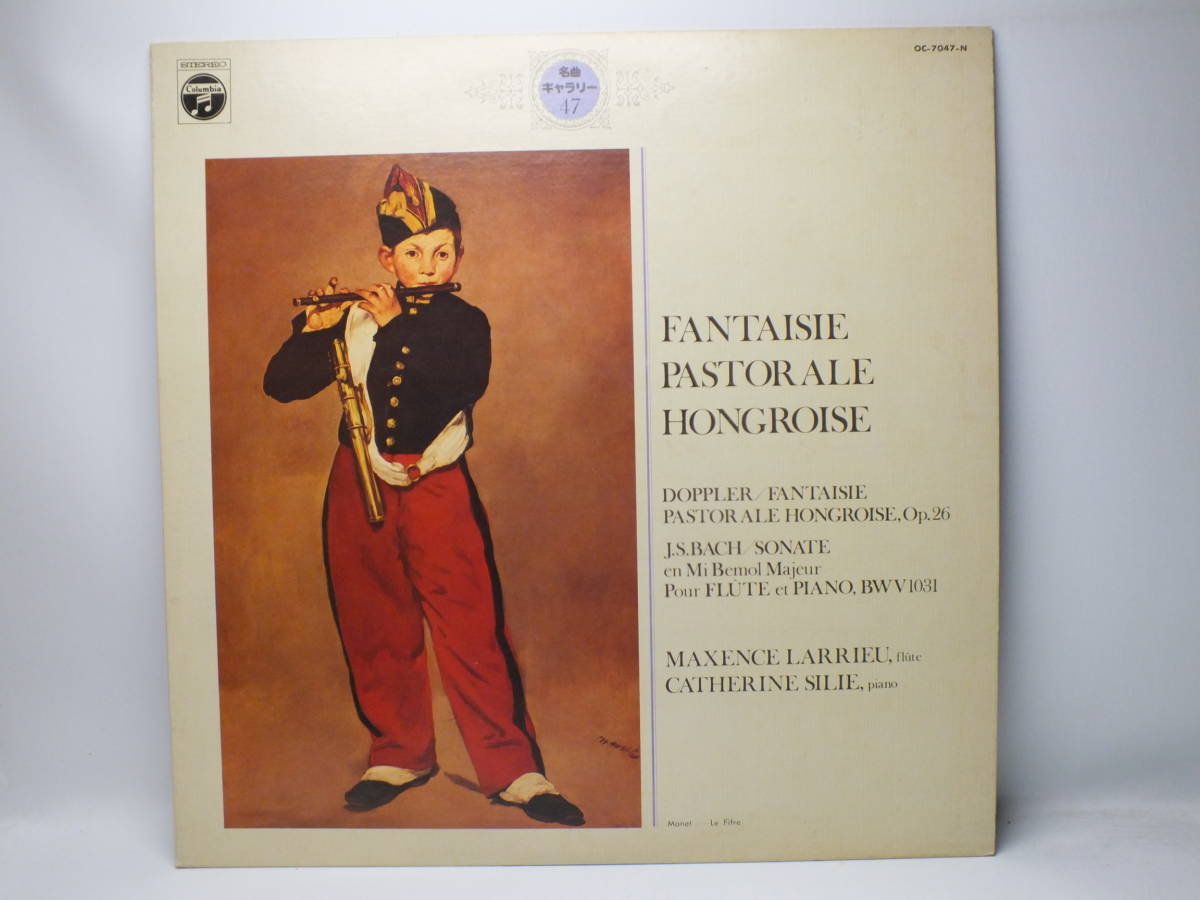 STEREO
Columbia
名曲
ギャラリー
47
OC-7047-N
FANTAISIE
PASTORALE
HONGROISE
DOPPLER/FANTAISIE
PASTORALE HONGROISE, Op.26
J.S.BACH/SONATE
en Mi Bemol Majeur
Pour FLÛTE et PIANO, BWV1031
MAXENCE LARRIEU, flûte
CATHERINE SILIE, piano
Manet
Manet ... Le Fifre